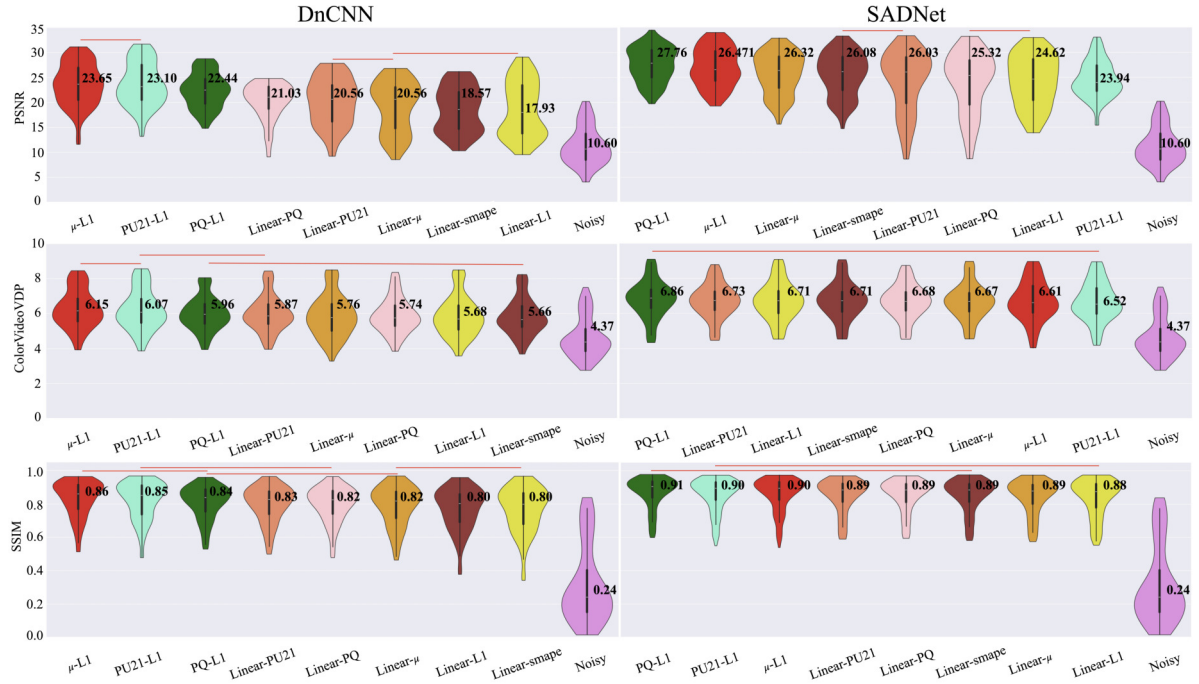 DnCNN SADNet
PSNR
35
30
25
20
15
10
5
0
23.65 23.10 22.44 21.03 20.56 20.56 18.57 17.93 10.60
27.76 26.471 26.32 26.08 26.03 25.32 24.62 23.94 10.60
μ-L1 PU21-L1 PQ-L1 Linear-PQ Linear-PU21 Linear-μ Linear-smape Linear-L1 Noisy
PQ-L1 μ-L1 Linear-μ Linear-smape Linear-PU21 Linear-PQ Linear-L1 PU21-L1 Noisy
ColorVideoVDP
10
8
6
4
2
0
6.15 6.07 5.96 5.87 5.76 5.74 5.68 5.66 4.37
6.86 6.73 6.71 6.71 6.68 6.67 6.61 6.52 4.37
μ-L1 PU21-L1 PQ-L1 Linear-PU21 Linear-μ Linear-PQ Linear-L1 Linear-smape Noisy
PQ-L1 Linear-PU21 Linear-L1 Linear-smape Linear-PQ Linear-μ μ-L1 PU21-L1 Noisy
SSIM
1.0
0.8
0.6
0.4
0.2
0.0
0.86 0.85 0.84 0.83 0.82 0.82 0.80 0.80 0.24
0.91 0.90 0.90 0.89 0.89 0.89 0.89 0.88 0.24
μ-L1 PU21-L1 PQ-L1 Linear-PU21 Linear-PQ Linear-μ Linear-L1 Linear-smape Noisy
PQ-L1 PU21-L1 μ-L1 Linear-PU21 Linear-PQ Linear-smape Linear-μ Linear-L1 Noisy